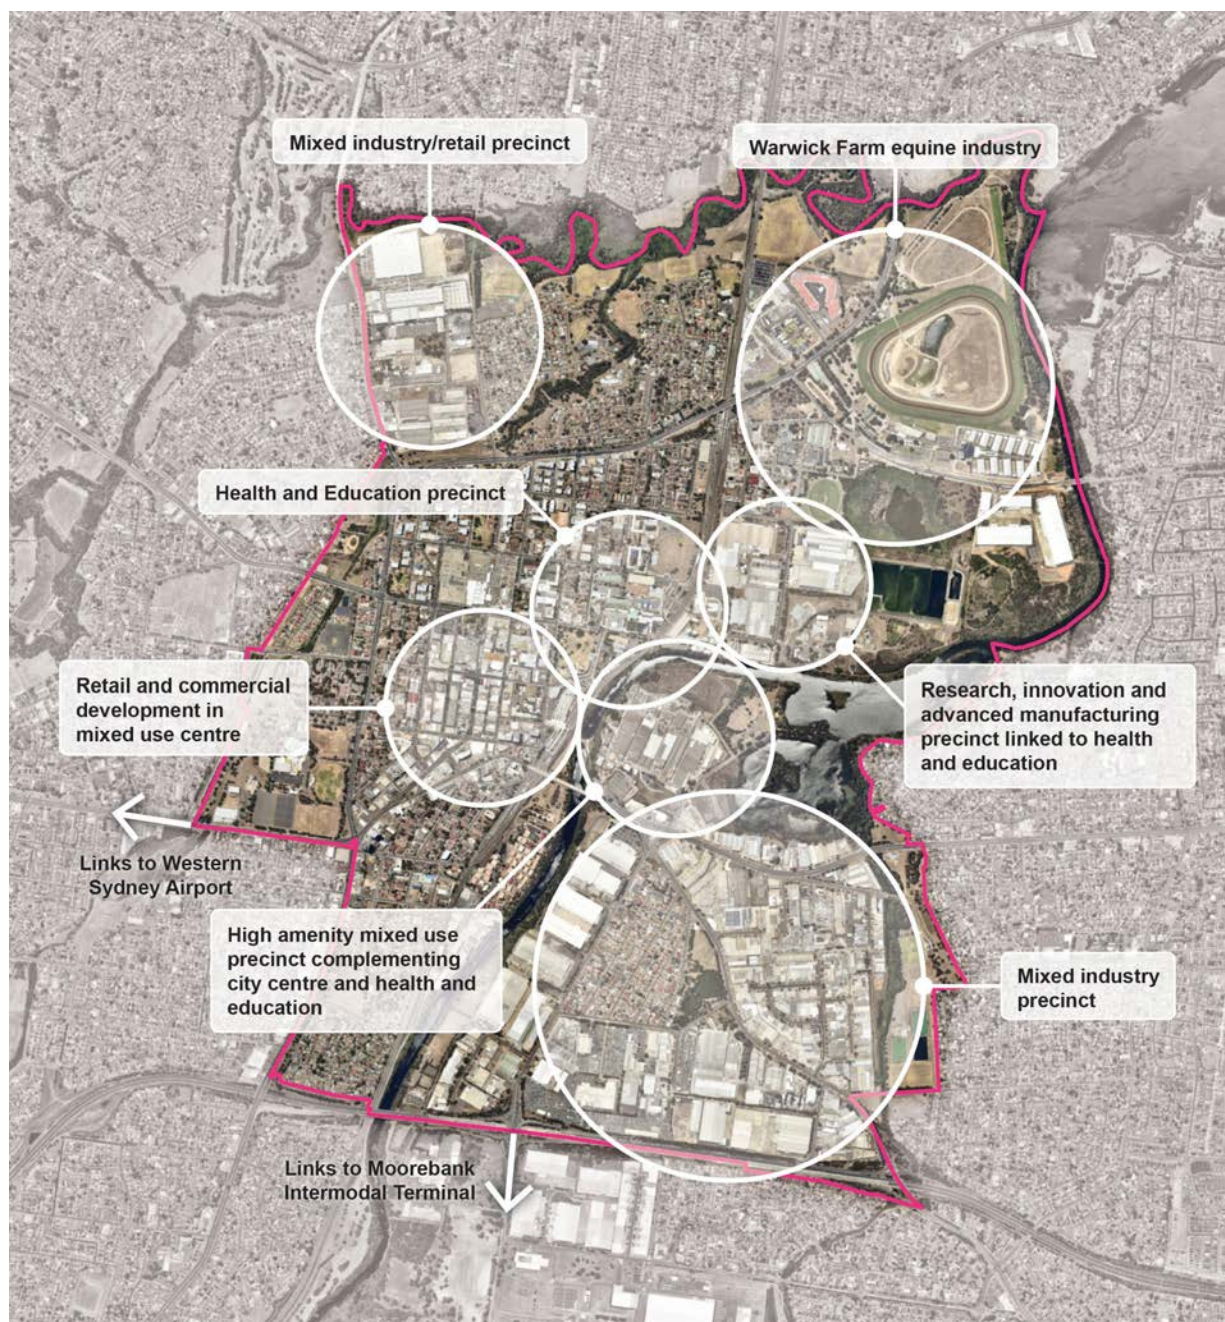 Mixed industry/retail precinct
Warwick Farm equine industry
Health and Education precinct
Retail and commercial
development in
mixed use centre
Research, innovation and
advanced manufacturing
precinct linked to health
and education
Links to Western
Sydney Airport
High amenity mixed use
precinct complementing
city centre and health and
education
Mixed industry
precinct
Links to Moorebank
Intermodal Terminal